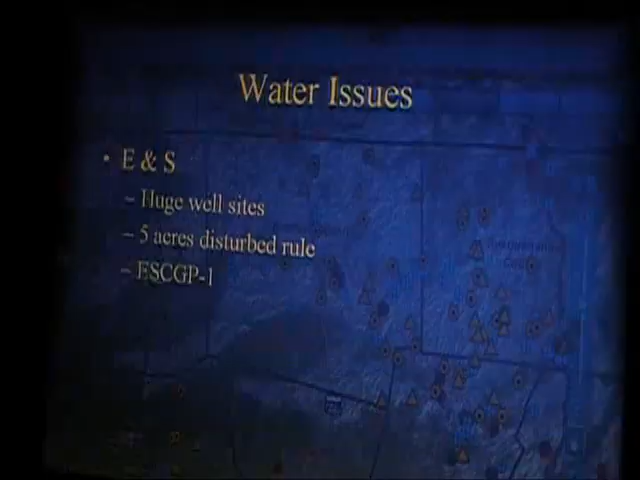 Water Issues
• E & S
– Huge well sites
– 5 acres disturbed rule
– ESCGP-1